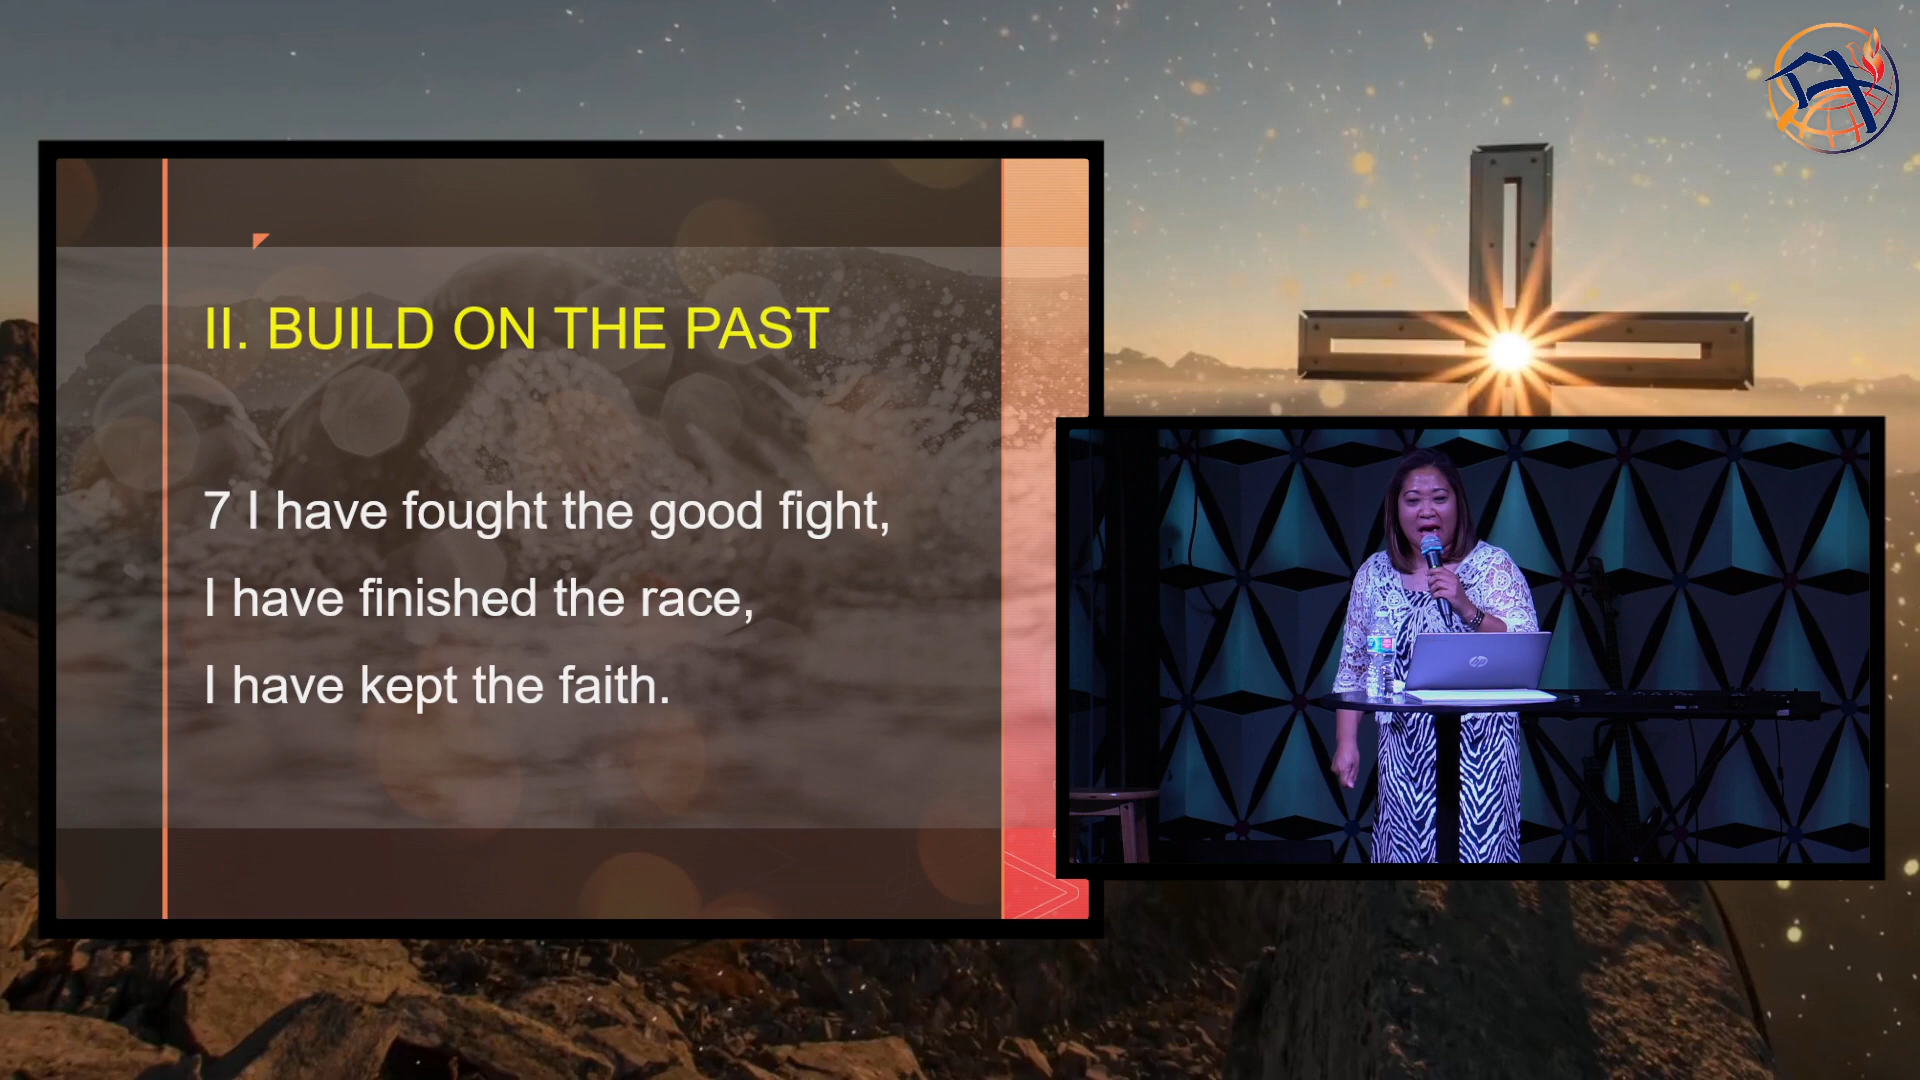 II. BUILD ON THE PAST
7 I have fought the good fight,
I have finished the race,
I have kept the faith.
hp